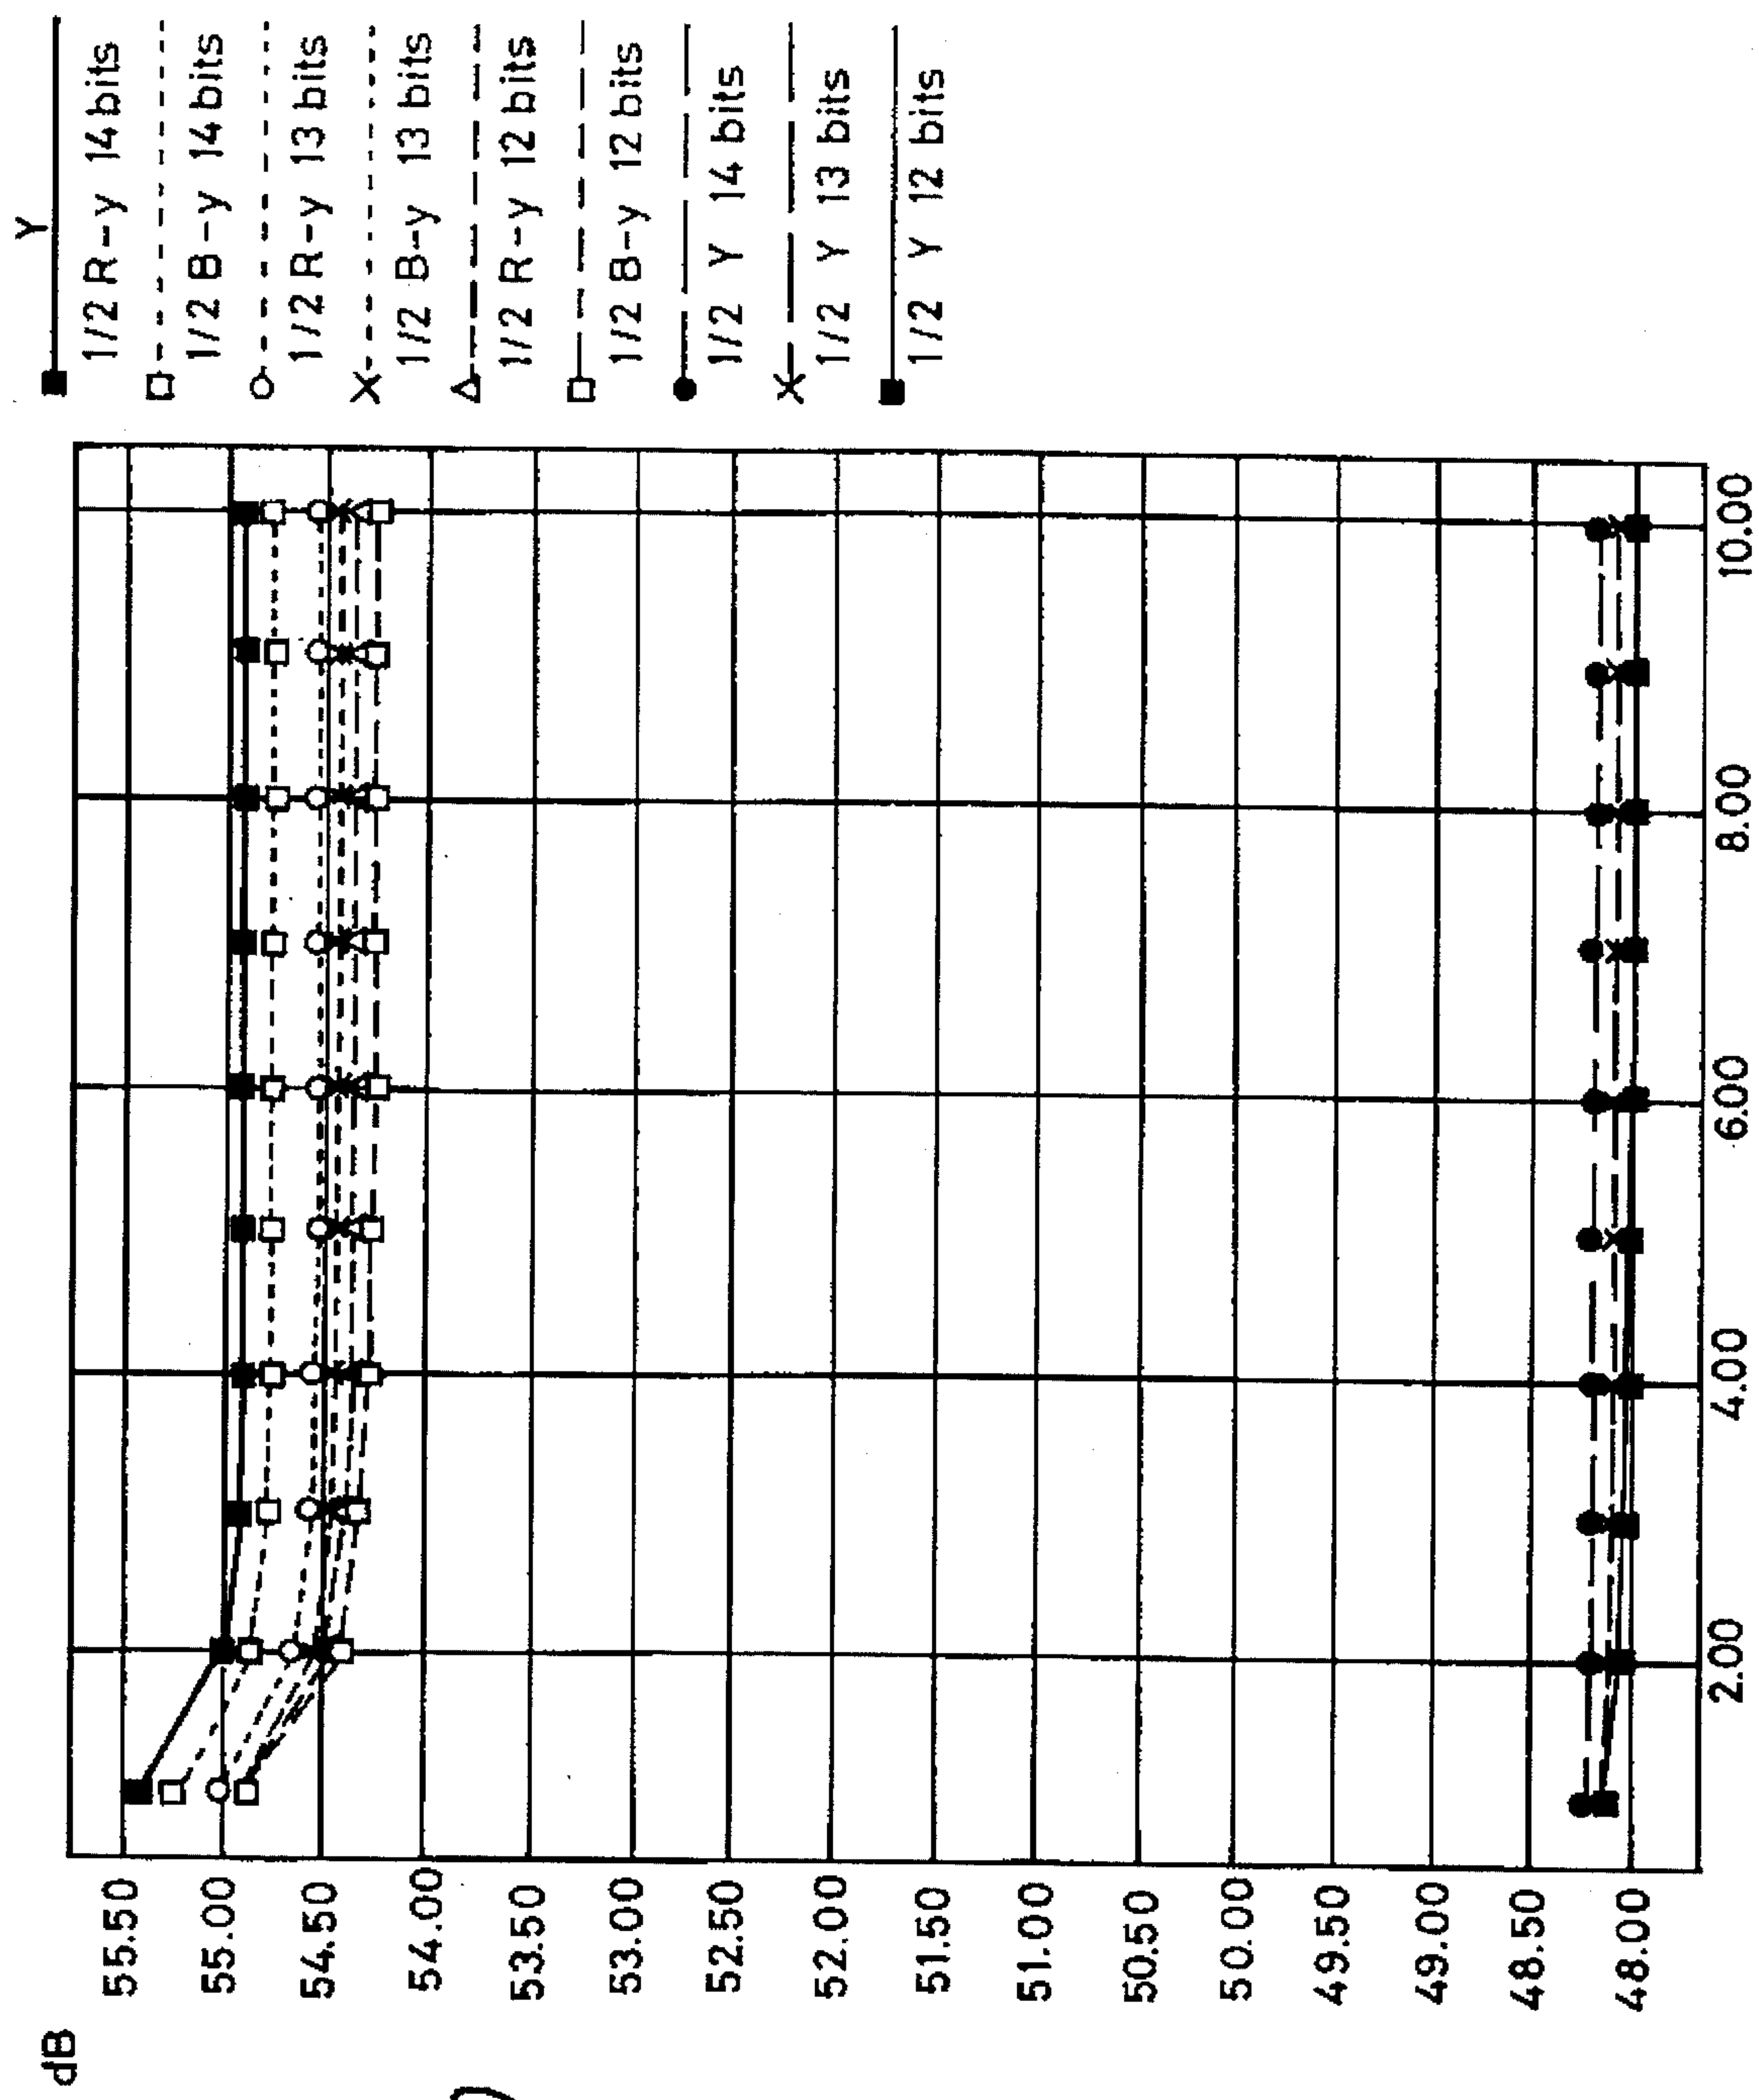 dB
55.50
55.00
54.50
54.00
53.50
53.00
52.50
52.00
51.50
51.00
50.50
50.00
49.50
49.00
48.50
48.00
2.00
4.00
6.00
8.00
10.00
Y
1/2 R-y 14 bits
1/2 B-y 14 bits
1/2 R-y 13 bits
1/2 B-y 13 bits
1/2 R-y 12 bits
1/2 B-y 12 bits
1/2 Y 14 bits
1/2 Y 13 bits
1/2 Y 12 bits